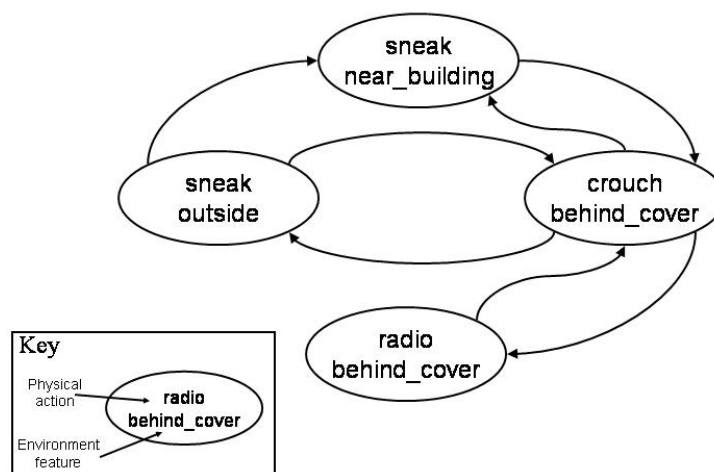 sneak
near_building
sneak
outside
crouch
behind_cover
radio
behind_cover
Key
Physical
action
radio
behind_cover
Environment
feature